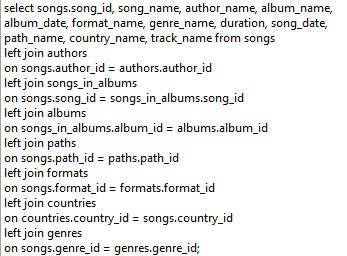 select songs.song_id, song_name, author_name, album_name,
album_date, format_name, genre_name, duration, song_date,
path_name, country_name, track_name from songs
left join authors
on songs.author_id = authors.author_id
left join songs_in_albums
on songs.song_id = songs_in_albums.song_id
left join albums
on songs_in_albums.album_id = albums.album_id
left join paths
on songs.path_id = paths.path_id
left join formats
on songs.format_id = formats.format_id
left join countries
on countries.country_id = songs.country_id
left join genres
on songs.genre_id = genres.genre_id;